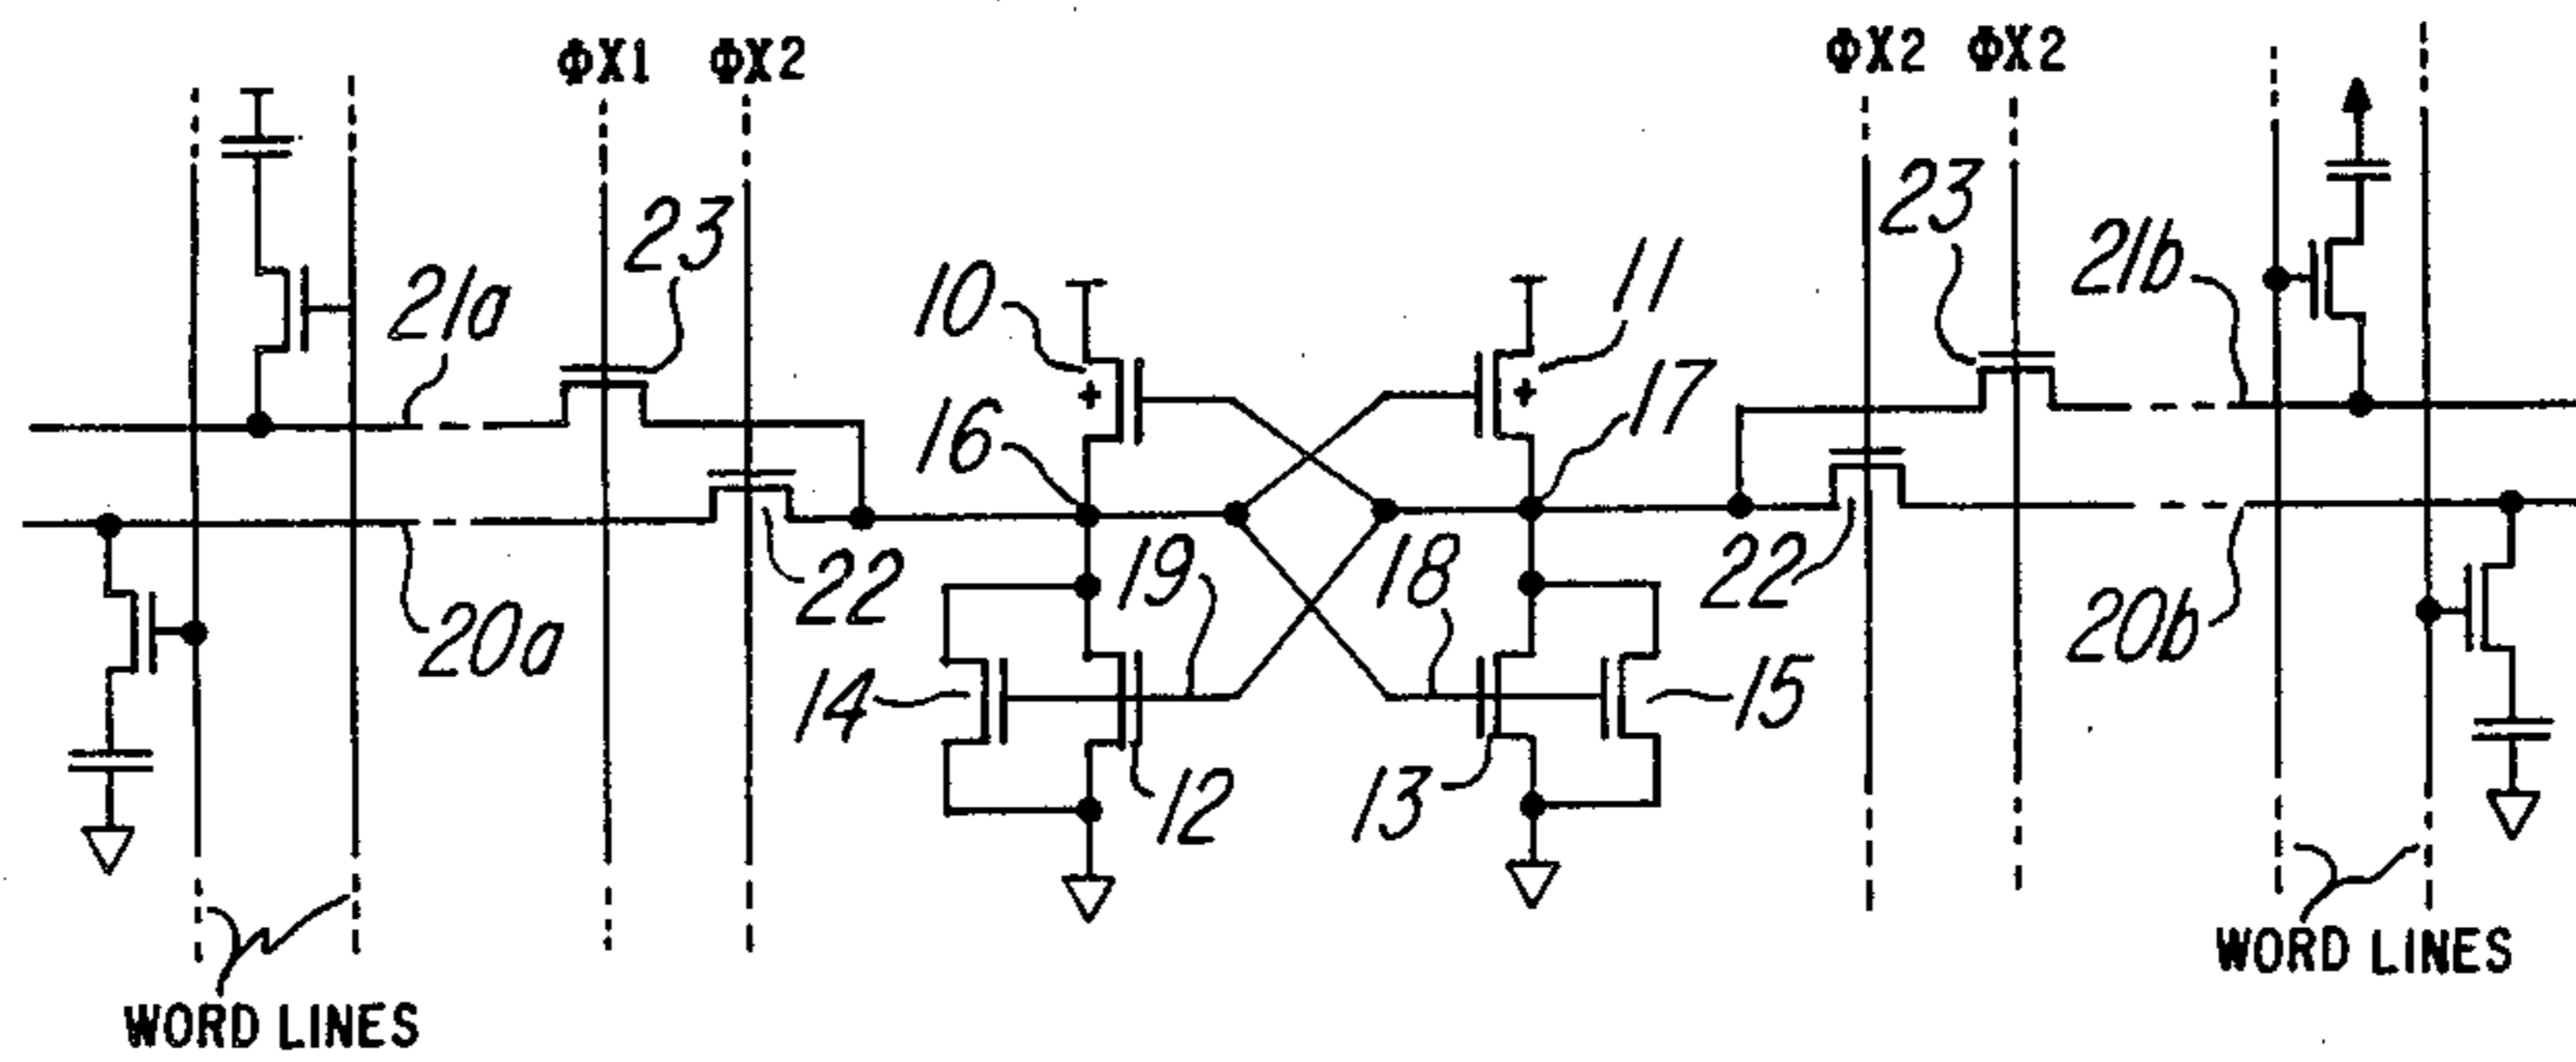 ΦX1 ΦX2 ΦX2 ΦX2
23 23
21a 10 11 21b
16 17
22 19 18 22
20a 20b
14 15
12 13
WORD LINES
WORD LINES